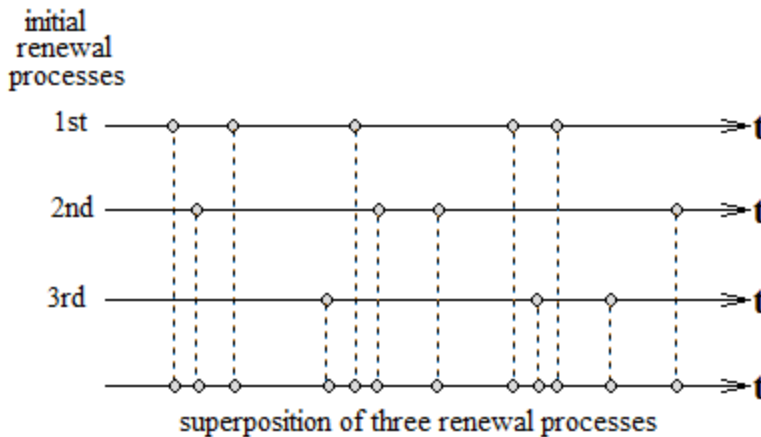 initial
renewal
processes
1st t
2nd t
3rd t
t
superposition of three renewal processes